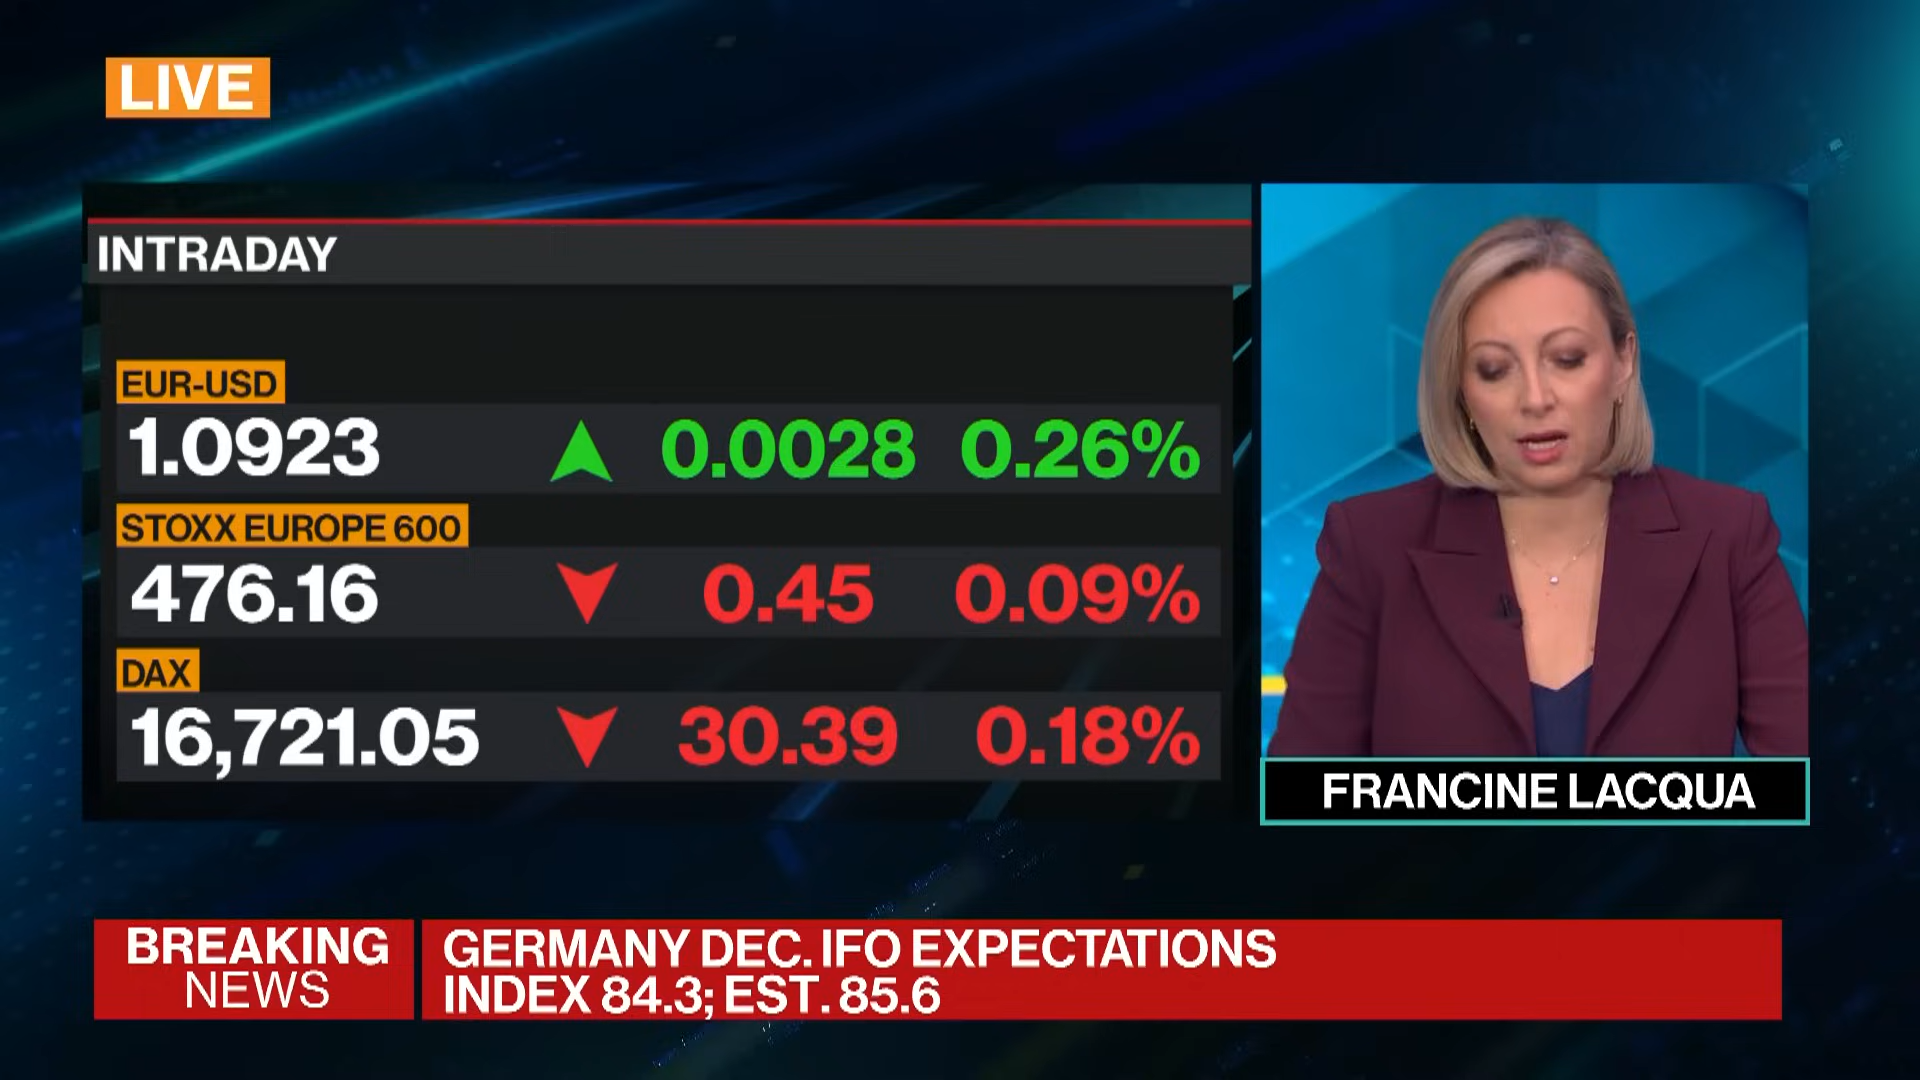 LIVE
INTRADAY
EUR-USD
1.0923 ▲ 0.0028 0.26%
STOXX EUROPE 600
476.16 ▼ 0.45 0.09%
DAX
16,721.05 ▼ 30.39 0.18%
FRANCINE LACQUA
BREAKING
NEWS
GERMANY DEC. IFO EXPECTATIONS
INDEX 84.3; EST. 85.6